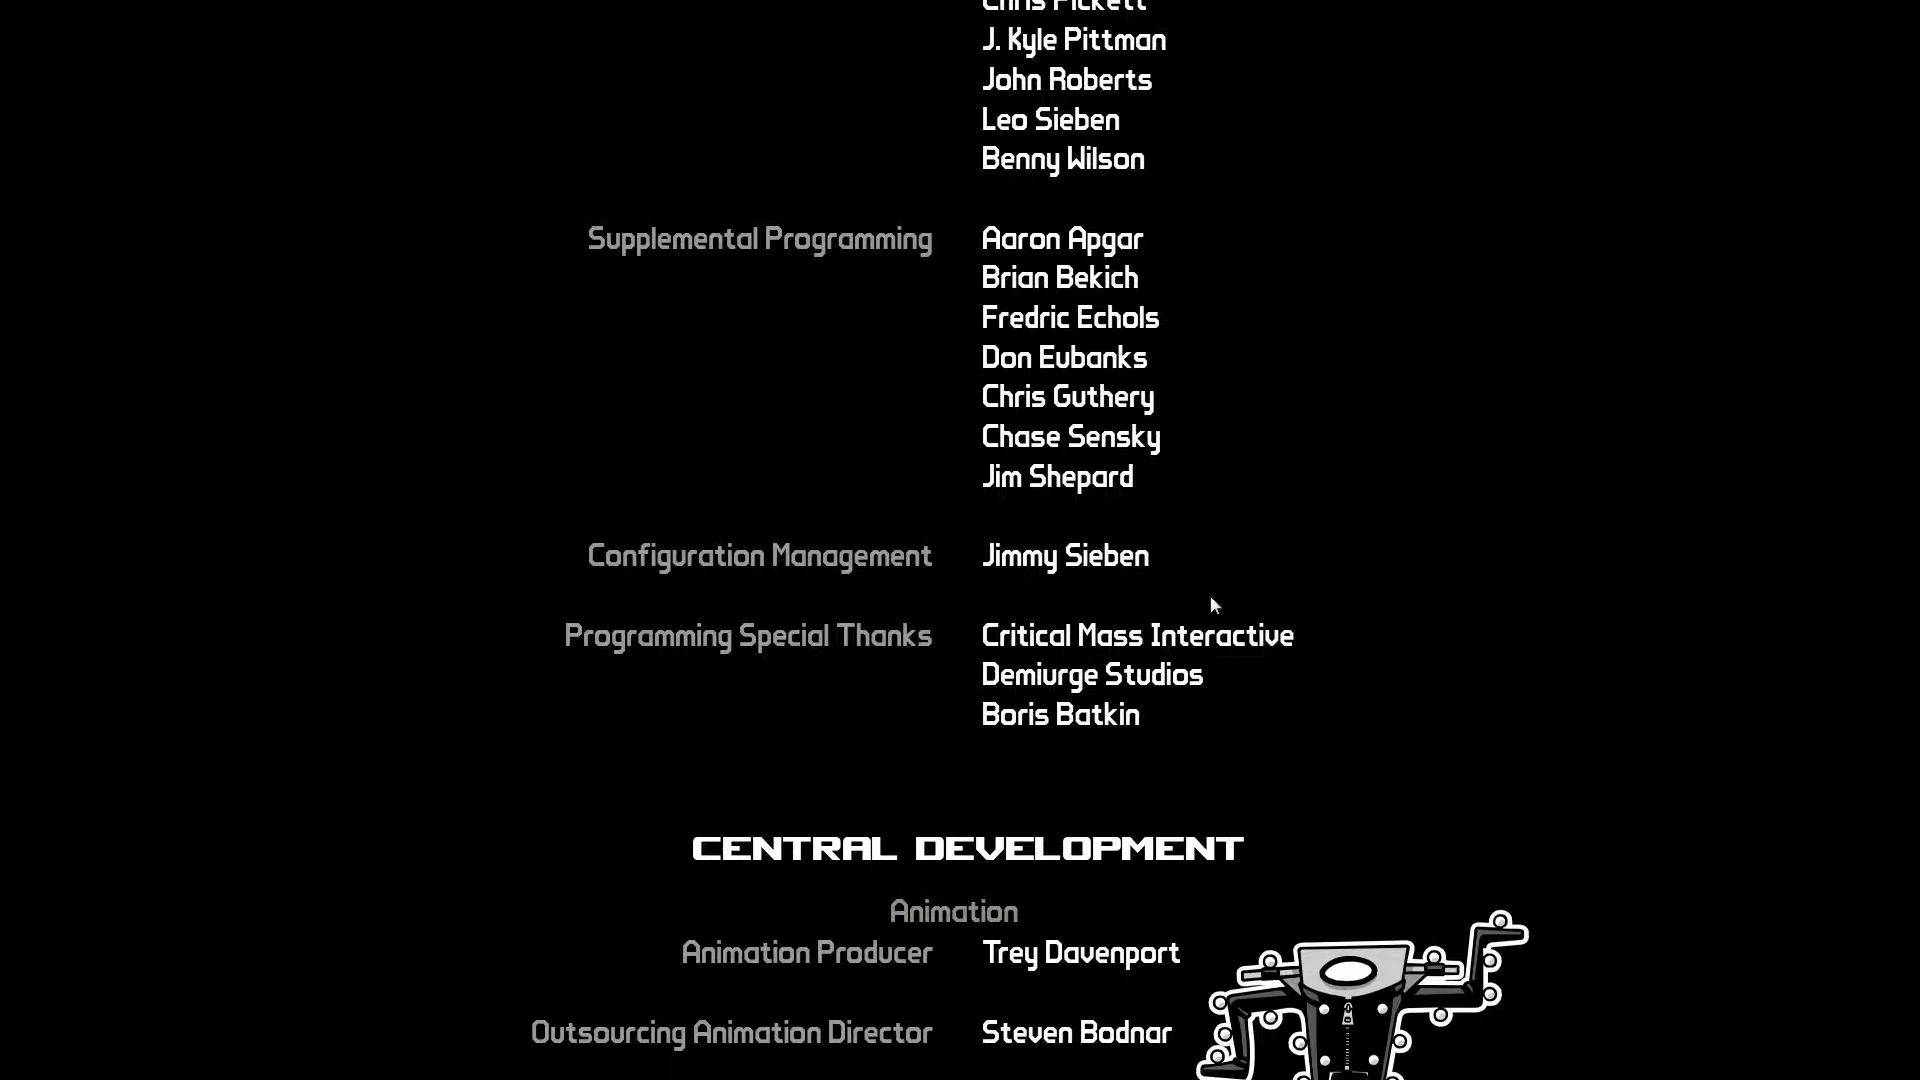 Chris Pickett
J. Kyle Pittman
John Roberts
Leo Sieben
Benny Wilson
Supplemental Programming Aaron Apgar
Brian Bekich
Fredric Echols
Don Eubanks
Chris Guthery
Chase Sensky
Jim Shepard
Configuration Management Jimmy Sieben
Programming Special Thanks Critical Mass Interactive
Demiurge Studios
Boris Batkin
CENTRAL DEVELOPMENT
Animation
Animation Producer Trey Davenport
Outsourcing Animation Director Steven Bodnar